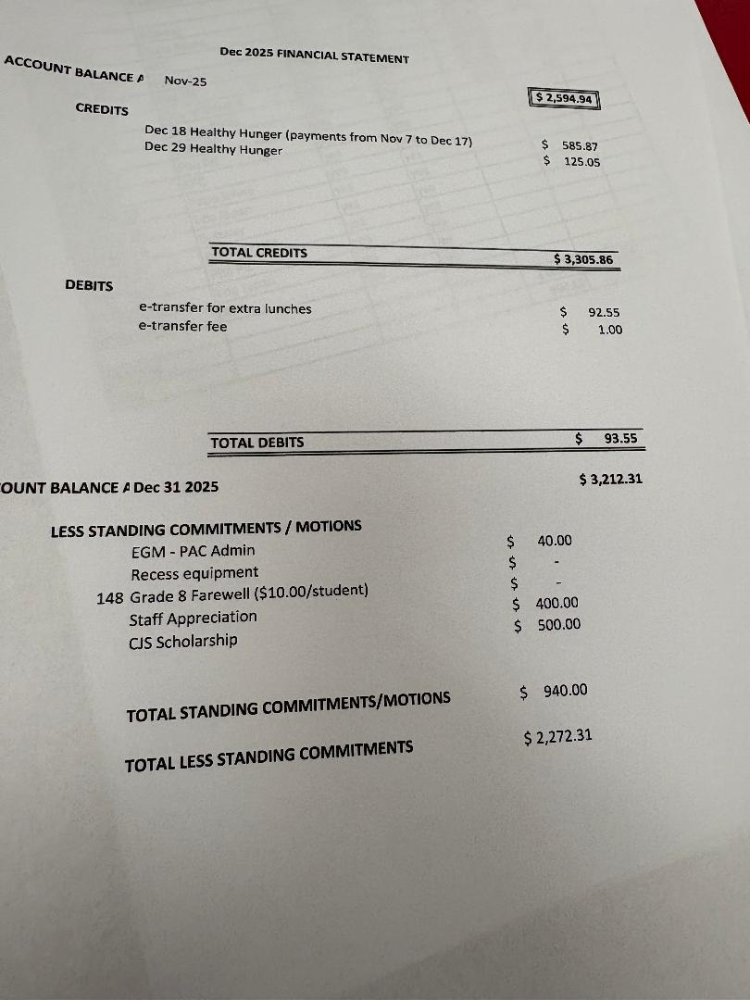 Dec 2025 FINANCIAL STATEMENT
ACCOUNT BALANCE A Nov-25 $ 2,594.94
CREDITS
Dec 18 Healthy Hunger (payments from Nov 7 to Dec 17) $ 585.87
Dec 29 Healthy Hunger $ 125.05
TOTAL CREDITS $ 3,305.86
DEBITS
e-transfer for extra lunches $ 92.55
e-transfer fee $ 1.00
TOTAL DEBITS $ 93.55
OUNT BALANCE A Dec 31 2025 $ 3,212.31
LESS STANDING COMMITMENTS / MOTIONS
EGM - PAC Admin $ 40.00
Recess equipment $ -
148 Grade 8 Farewell ($10.00/student) $ -
Staff Appreciation $ 400.00
CJS Scholarship $ 500.00
TOTAL STANDING COMMITMENTS/MOTIONS $ 940.00
TOTAL LESS STANDING COMMITMENTS $ 2,272.31